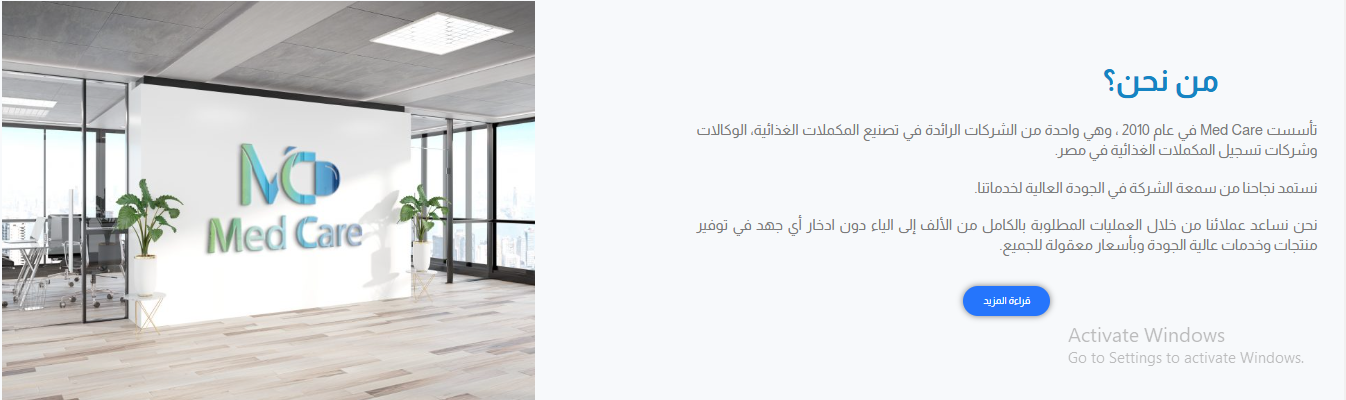 MCD
Med Care
من نحن؟
تأسست Med Care في عام 2010 ، وهي واحدة من الشركات الرائدة في تصنيع المكملات الغذائية، الوكالات
وشركات تسجيل المكملات الغذائية في مصر.
نستمد نجاحنا من سمعة الشركة في الجودة العالية لخدماتنا.
نحن نساعد عملائنا من خلال العمليات المطلوبة بالكامل من الألف إلى الياء دون ادخار أي جهد في توفير
منتجات وخدمات عالية الجودة وبأسعار معقولة للجميع.
قراءة المزيد
Activate Windows
Go to Settings to activate Windows.